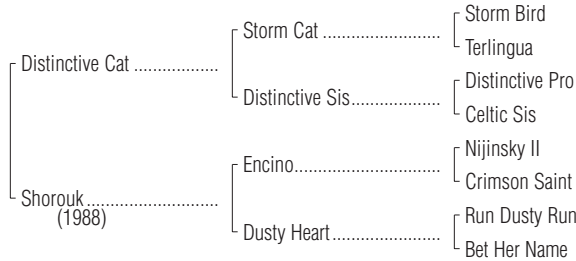 Storm Bird
Storm Cat ......................
Terlingua
Distinctive Cat ................
Distinctive Pro
Distinctive Sis.................
Celtic Sis
Nijinsky II
Encino............................
Crimson Saint
Shorouk .........................
(1988)
Run Dusty Run
Dusty Heart.....................
Bet Her Name